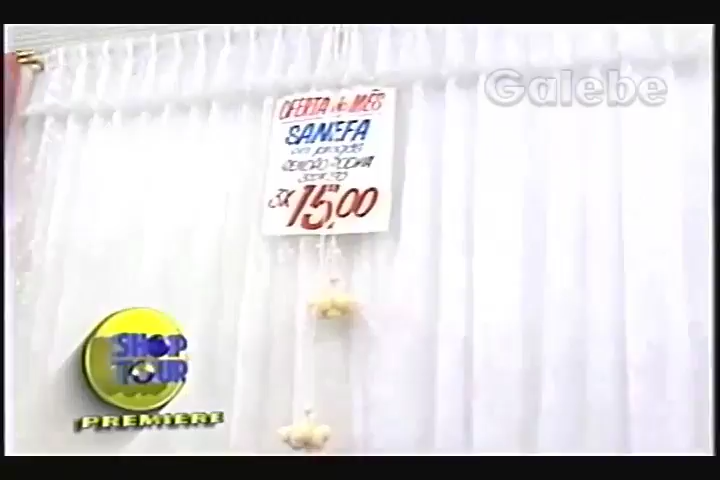 Galebe
OFERTA do MÊS
SANEFA
3X 15,00
SHOP
TOUR
PREMIERE